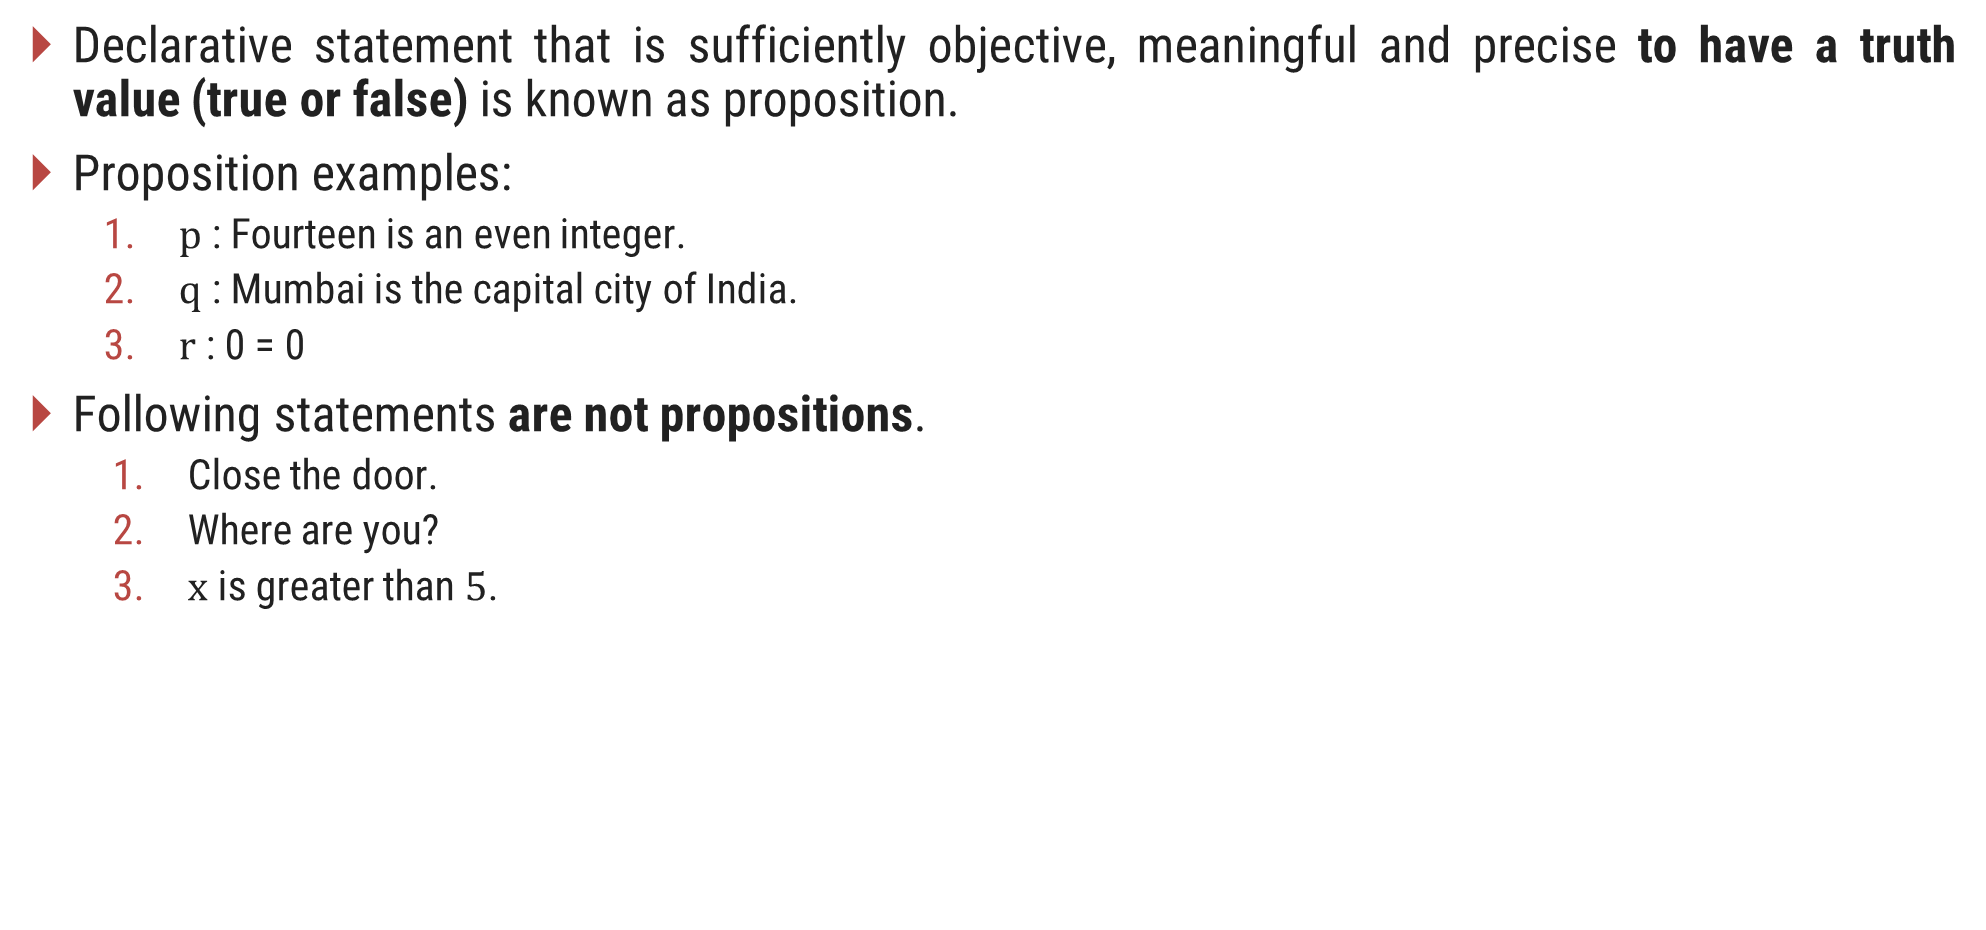 Declarative statement that is sufficiently objective, meaningful and precise to have a truth
value (true or false) is known as proposition.
Proposition examples:
1. p : Fourteen is an even integer.
2. q : Mumbai is the capital city of India.
3. r : 0 = 0
Following statements are not propositions.
1. Close the door.
2. Where are you?
3. x is greater than 5.